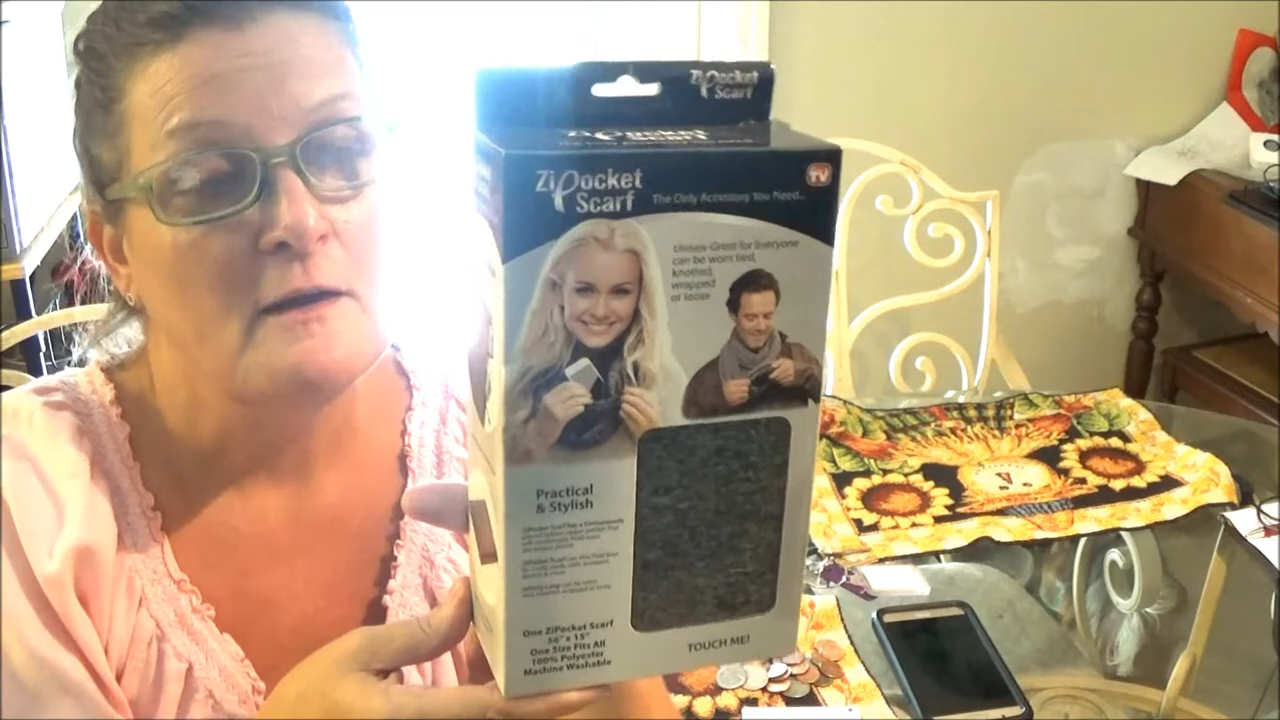 ZiPocket
Scarf
ZiPocket
Scarf
ZiPocket
Scarf
The Only Accessory You Need...
TV
Unisex-Great for Everyone
can be worn tied,
knotted,
wrapped
or loose
Practical
& Stylish
One ZiPocket Scarf
56" x 15"
One Size Fits All
100% Polyester
Machine Washable
TOUCH ME!